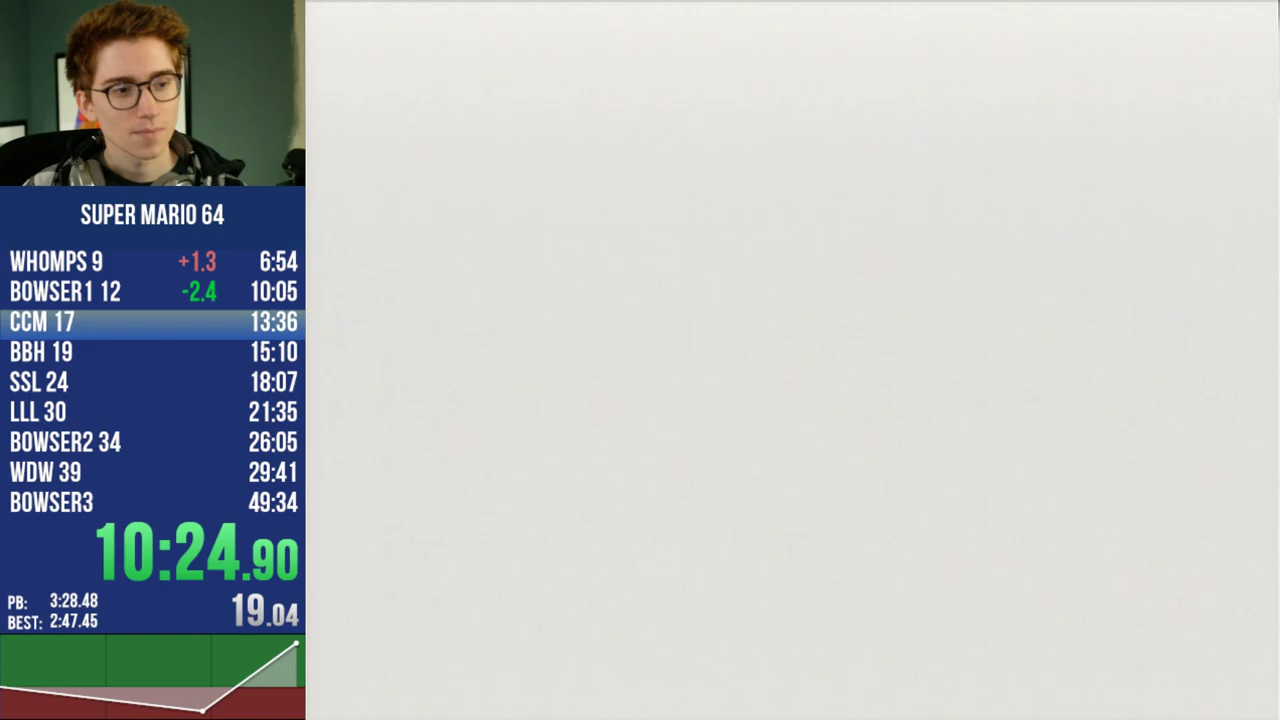 SUPER MARIO 64
WHOMPS 9 +1.3 6:54
BOWSER1 12 -2.4 10:05
CCM 17 13:36
BBH 19 15:10
SSL 24 18:07
LLL 30 21:35
BOWSER2 34 26:05
WDW 39 29:41
BOWSER3 49:34
10:24.90
PB: 3:28.48 19.04
BEST: 2:47.45